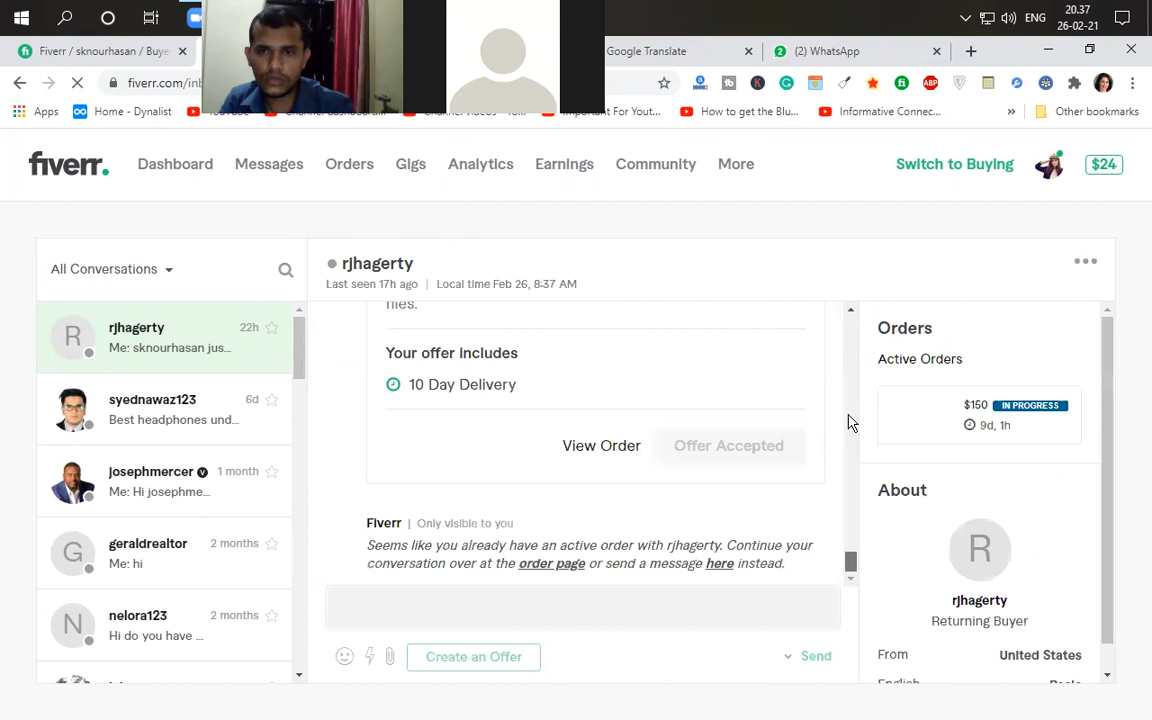 20.37
ENG
26-02-21
Fiverr / sknourhasan / Buye
Google Translate
(2) WhatsApp
fiverr.com/inb
Apps
Home - Dynalist
How to get the Blu...
Informative Connec...
Other bookmarks
fiverr.
Dashboard
Messages
Orders
Gigs
Analytics
Earnings
Community
More
Switch to Buying
$24
All Conversations
rjhagerty
Last seen 17h ago | Local time Feb 26, 8:37 AM
R
rjhagerty
22h
Me: sknourhasan jus...
syednawaz123
6d
Best headphones und...
josephmercer
1 month
Me: Hi josephme...
G
geraldrealtor
2 months
Me: hi
N
nelora123
2 months
Hi do you have ...
files.
Your offer includes
10 Day Delivery
View Order
Offer Accepted
Fiverr | Only visible to you
Seems like you already have an active order with rjhagerty. Continue your
conversation over at the order page or send a message here instead.
Create an Offer
Send
Orders
Active Orders
$150 IN PROGRESS
9d, 1h
About
R
rjhagerty
Returning Buyer
From
United States
English
Basic